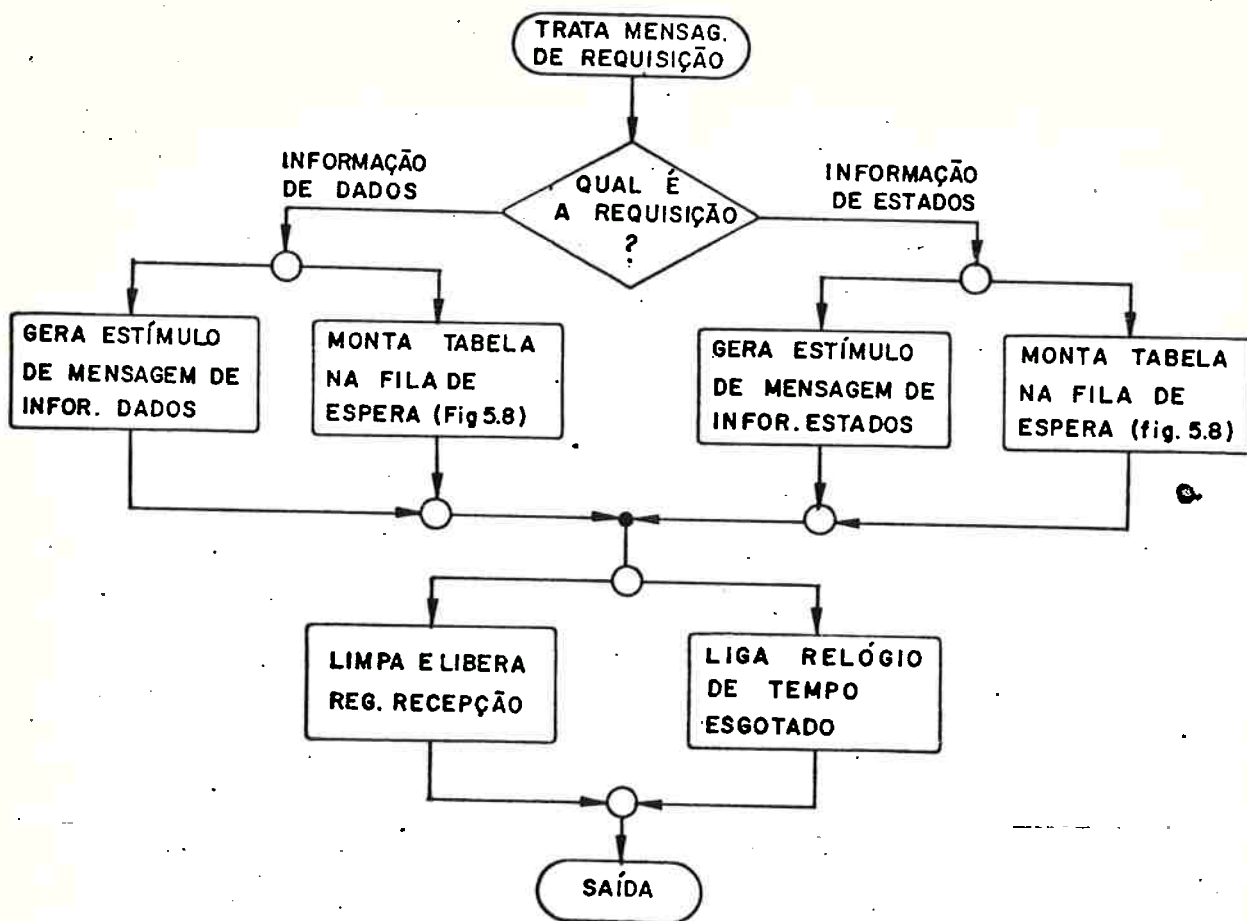 TRATA MENSAG.
DE REQUISIÇÃO
INFORMAÇÃO
DE DADOS
QUAL É
A REQUISIÇÃO
?
INFORMAÇÃO
DE ESTADOS
GERA ESTÍMULO
DE MENSAGEM DE
INFOR. DADOS
MONTA TABELA
NA FILA DE
ESPERA (Fig 5.8)
GERA ESTÍMULO
DE MENSAGEM DE
INFOR. ESTADOS
MONTA TABELA
NA FILA DE
ESPERA (fig. 5.8)
LIMPA E LIBERA
REG. RECEPÇÃO
LIGA RELÓGIO
DE TEMPO
ESGOTADO
SAÍDA